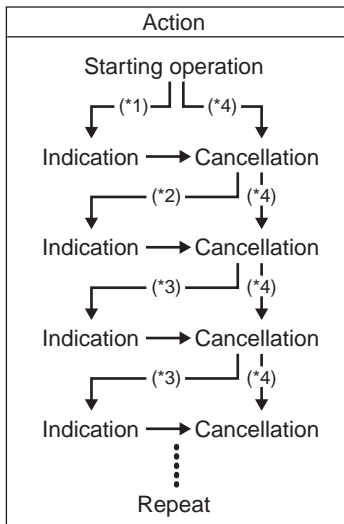 Action
Starting operation
(*1) (*4)
Indication Cancellation
(*2) (*4)
Indication Cancellation
(*3) (*4)
Indication Cancellation
(*3) (*4)
Indication Cancellation
Repeat